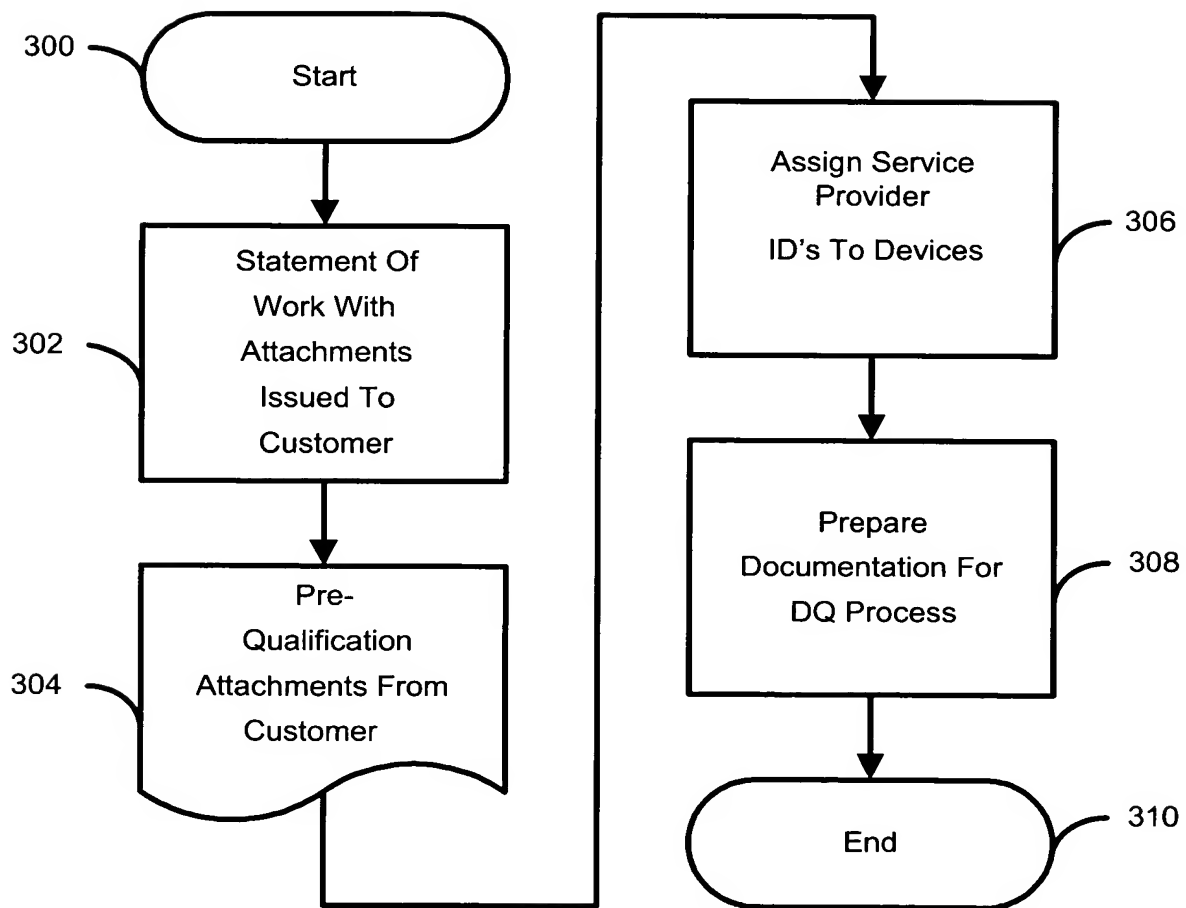 300
Start
302
Statement Of
Work With
Attachments
Issued To
Customer
304
Pre-
Qualification
Attachments From
Customer
Assign Service
Provider
ID's To Devices
306
Prepare
Documentation For
DQ Process
308
End
310